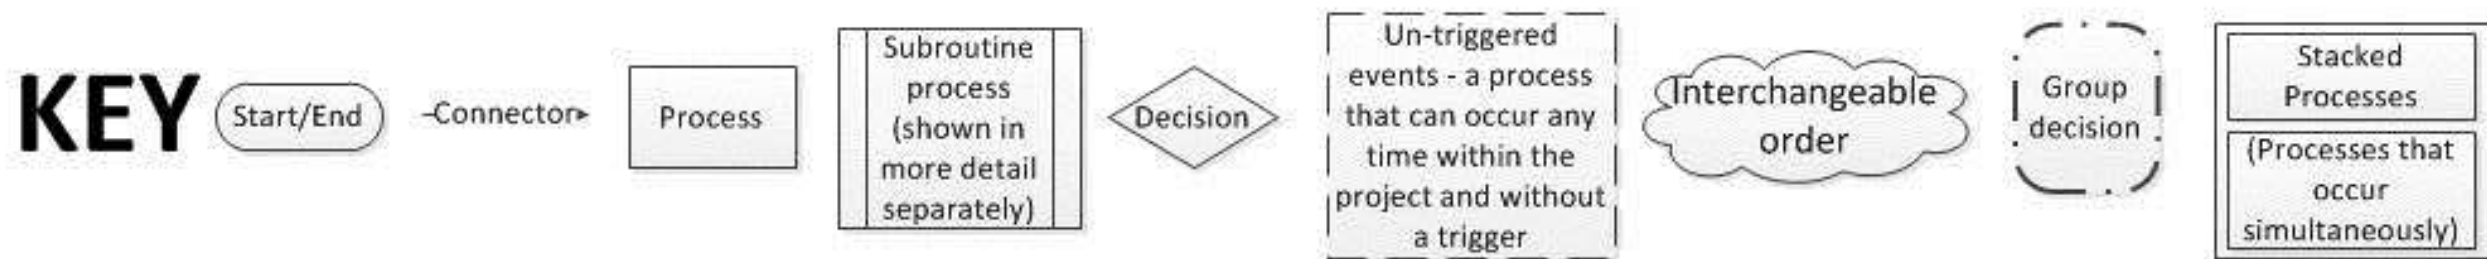 KEY
Start/End
Connector
Process
Subroutine
process
(shown in
more detail
separately)
Decision
Un-triggered
events - a process
that can occur any
time within the
project and without
a trigger
Interchangeable
order
Group
decision
Stacked
Processes
(Processes that
occur
simultaneously)